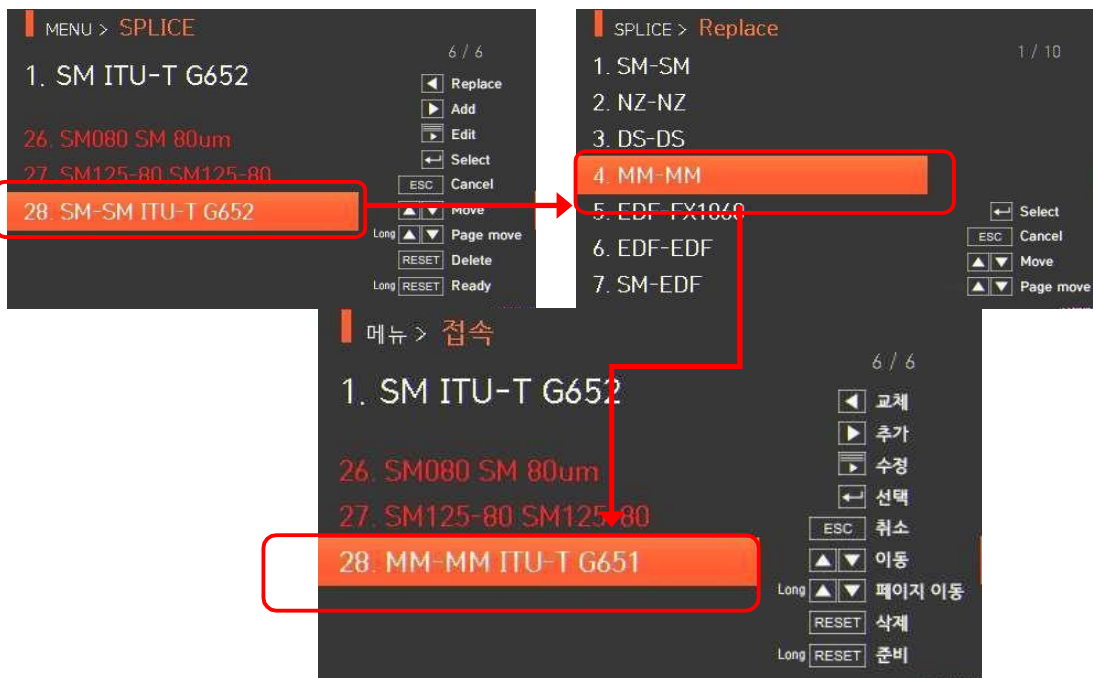 MENU > SPLICE
6 / 6
1. SM ITU-T G652
Replace
Add
26. SM080 SM 80um
Edit
27. SM125-80 SM125-80
Select
ESC Cancel
28. SM-SM ITU-T G652
Move
Long Page move
RESET Delete
Long RESET Ready
SPLICE > Replace
1 / 10
1. SM-SM
2. NZ-NZ
3. DS-DS
4. MM-MM
5. EDF-FX1060
Select
6. EDF-EDF
ESC Cancel
Move
7. SM-EDF
Page move
메뉴 > 접속
6 / 6
1. SM ITU-T G652
교체
추가
26. SM080 SM 80um
수정
선택
27. SM125-80 SM125-80
ESC 취소
28. MM-MM ITU-T G651
이동
Long 페이지 이동
RESET 삭제
Long RESET 준비